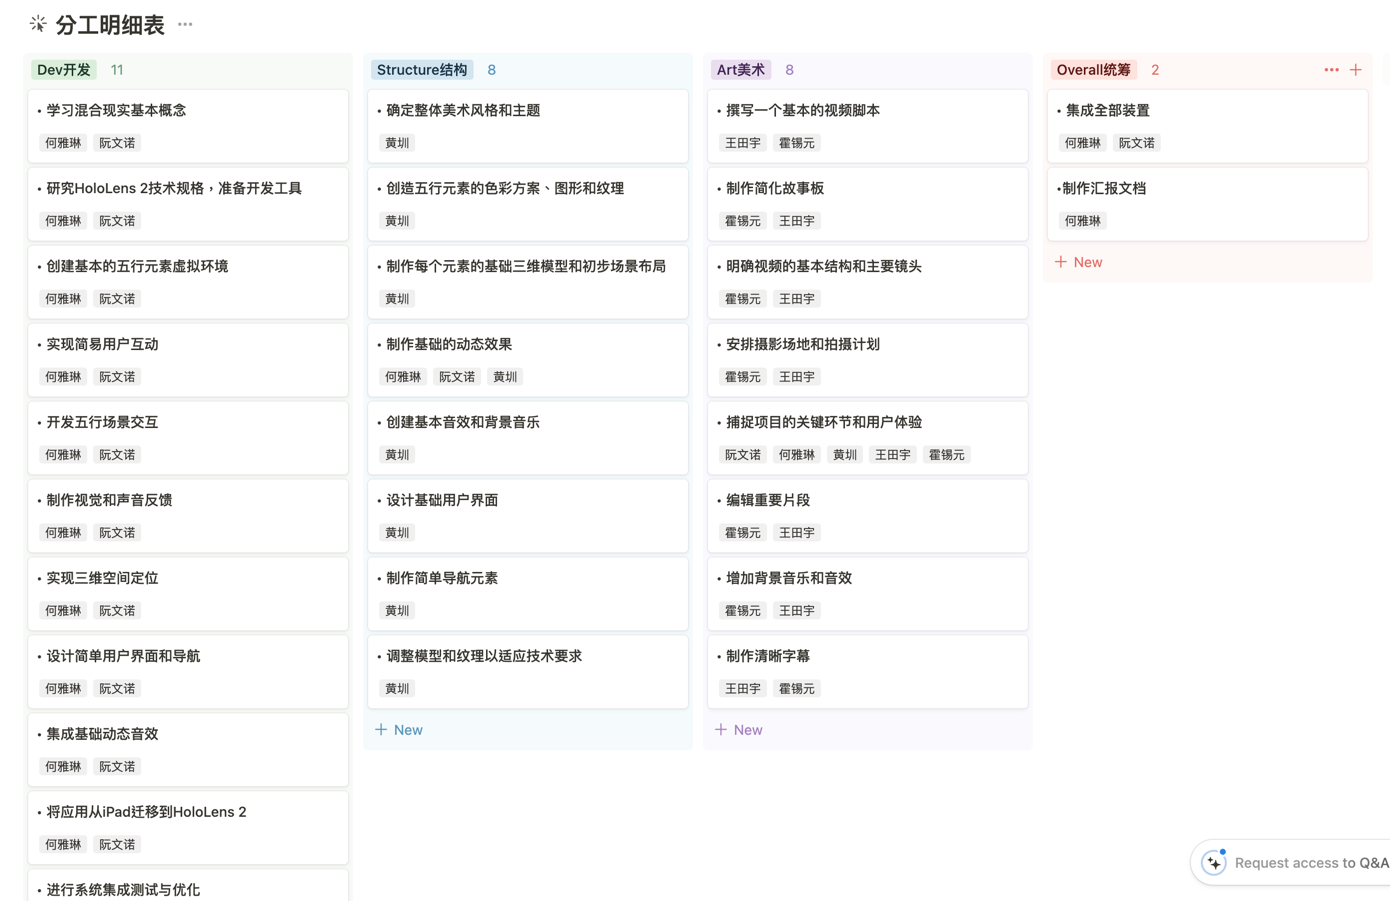 分工明细表
Dev开发 11
• 学习混合现实基本概念
何雅琳 阮文诺
• 研究HoloLens 2技术规格，准备开发工具
何雅琳 阮文诺
• 创建基本的五行元素虚拟环境
何雅琳 阮文诺
• 实现简易用户互动
何雅琳 阮文诺
• 开发五行场景交互
何雅琳 阮文诺
• 制作视觉和声音反馈
何雅琳 阮文诺
• 实现三维空间定位
何雅琳 阮文诺
• 设计简单用户界面和导航
何雅琳 阮文诺
• 集成基础动态音效
何雅琳 阮文诺
• 将应用从iPad迁移到HoloLens 2
何雅琳 阮文诺
• 进行系统集成测试与优化
Structure结构 8
• 确定整体美术风格和主题
黄圳
• 创造五行元素的色彩方案、图形和纹理
黄圳
• 制作每个元素的基础三维模型和初步场景布局
黄圳
• 制作基础的动态效果
何雅琳 阮文诺 黄圳
• 创建基本音效和背景音乐
黄圳
• 设计基础用户界面
黄圳
• 制作简单导航元素
黄圳
• 调整模型和纹理以适应技术要求
黄圳
+ New
Art美术 8
• 撰写一个基本的视频脚本
王田宇 霍锡元
• 制作简化故事板
霍锡元 王田宇
• 明确视频的基本结构和主要镜头
霍锡元 王田宇
• 安排摄影场地和拍摄计划
霍锡元 王田宇
• 捕捉项目的关键环节和用户体验
阮文诺 何雅琳 黄圳 王田宇 霍锡元
• 编辑重要片段
霍锡元 王田宇
• 增加背景音乐和音效
霍锡元 王田宇
• 制作清晰字幕
王田宇 霍锡元
+ New
Overall统筹 2
• 集成全部装置
何雅琳 阮文诺
•制作汇报文档
何雅琳
+ New
Request access to Q&A